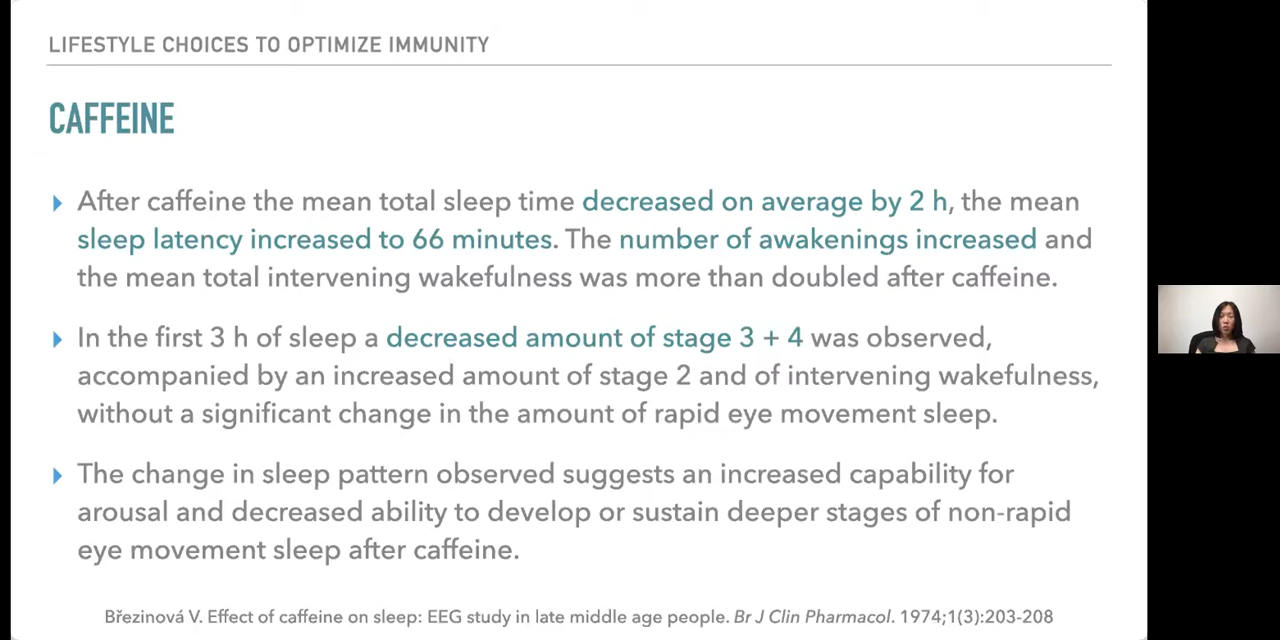 LIFESTYLE CHOICES TO OPTIMIZE IMMUNITY
CAFFEINE
After caffeine the mean total sleep time decreased on average by 2 h, the mean
sleep latency increased to 66 minutes. The number of awakenings increased and
the mean total intervening wakefulness was more than doubled after caffeine.
In the first 3 h of sleep a decreased amount of stage 3 + 4 was observed,
accompanied by an increased amount of stage 2 and of intervening wakefulness,
without a significant change in the amount of rapid eye movement sleep.
The change in sleep pattern observed suggests an increased capability for
arousal and decreased ability to develop or sustain deeper stages of non-rapid
eye movement sleep after caffeine.
Březinová V. Effect of caffeine on sleep: EEG study in late middle age people. Br J Clin Pharmacol. 1974;1(3):203-208